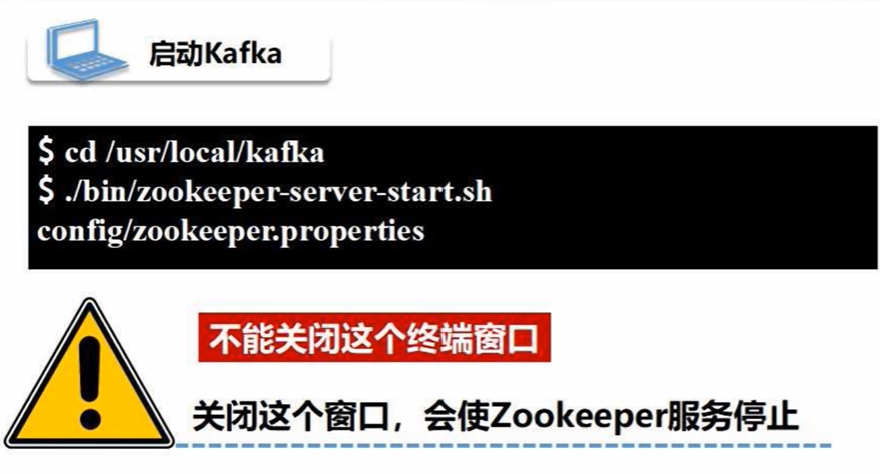 启动Kafka
$ cd /usr/local/kafka
$ ./bin/zookeeper-server-start.sh
config/zookeeper.properties
不能关闭这个终端窗口
关闭这个窗口，会使Zookeeper服务停止